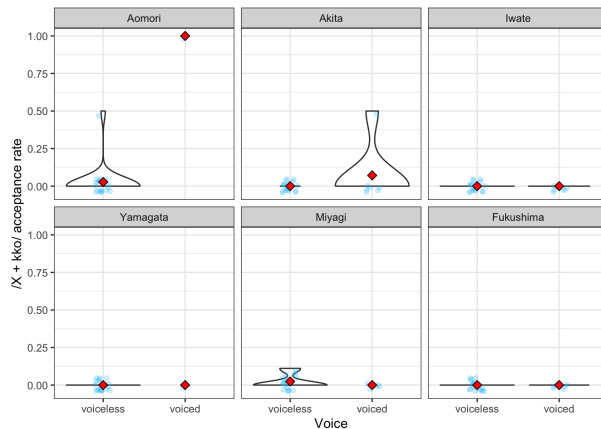 Aomori Akita Iwate
1.00
0.75
0.50
0.25
0.00
Yamagata Miyagi Fukushima
1.00
0.75
0.50
0.25
0.00
/X + kko/ acceptance rate
voiceless voiced voiceless voiced voiceless voiced
Voice